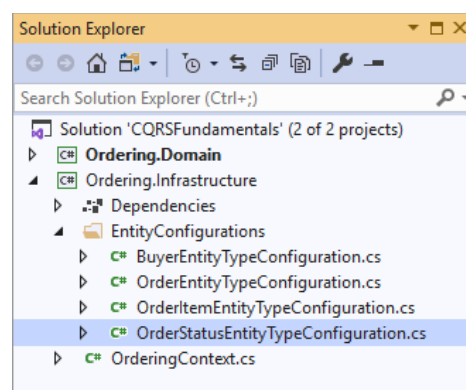 Solution Explorer
Search Solution Explorer (Ctrl+;)
Solution 'CQRSFundamentals' (2 of 2 projects)
C# Ordering.Domain
C# Ordering.Infrastructure
Dependencies
EntityConfigurations
C# BuyerEntityTypeConfiguration.cs
C# OrderEntityTypeConfiguration.cs
C# OrderItemEntityTypeConfiguration.cs
C# OrderStatusEntityTypeConfiguration.cs
C# OrderingContext.cs